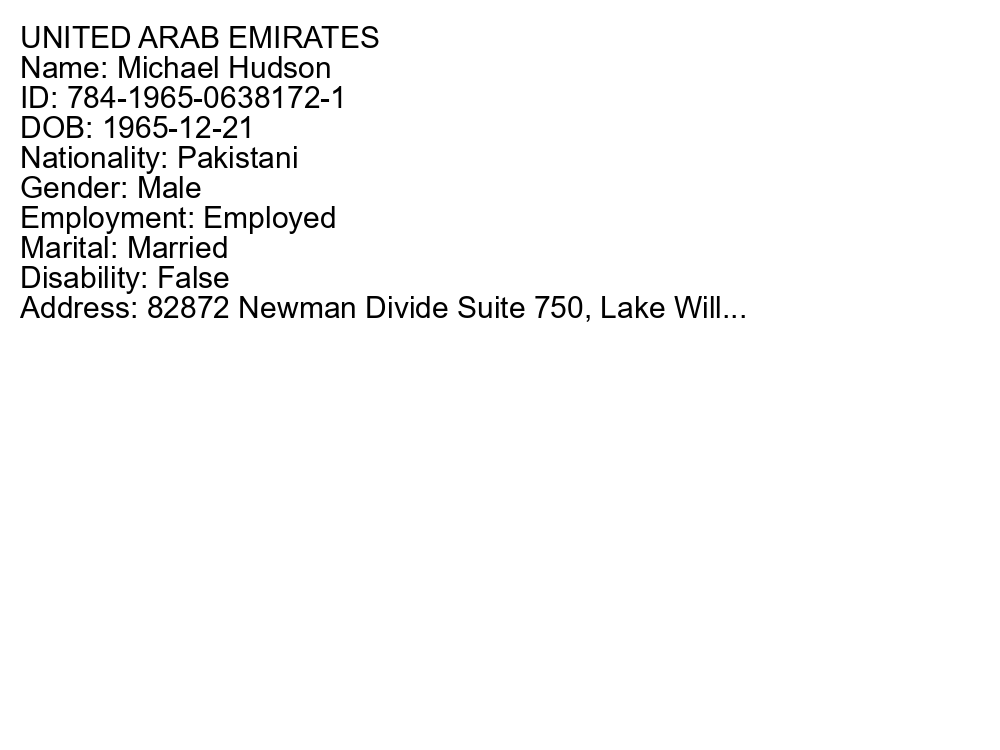 UNITED ARAB EMIRATES
Name: Michael Hudson
ID: 784-1965-0638172-1
DOB: 1965-12-21
Nationality: Pakistani
Gender: Male
Employment: Employed
Marital: Married
Disability: False
Address: 82872 Newman Divide Suite 750, Lake Will...